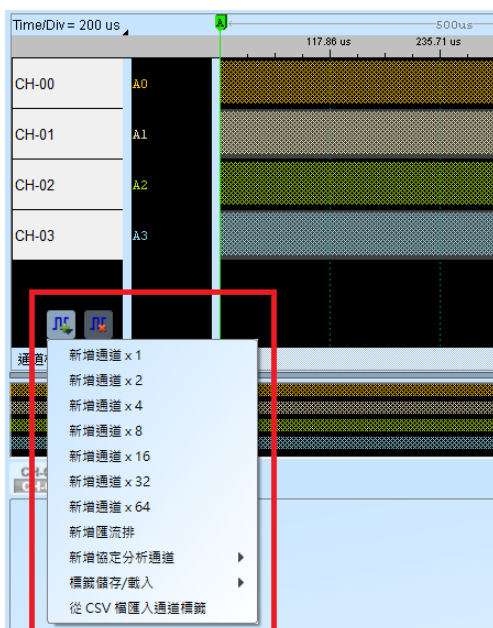 Time/Div = 200 us
A
500us
117.86 us
235.71 us
CH-00
A0
CH-01
A1
CH-02
A2
CH-03
A3
通道
新增通道 x 1
新增通道 x 2
新增通道 x 4
新增通道 x 8
新增通道 x 16
新增通道 x 32
新增通道 x 64
新增匯流排
新增協定分析通道
標籤儲存/載入
從 CSV 檔匯入通道標籤